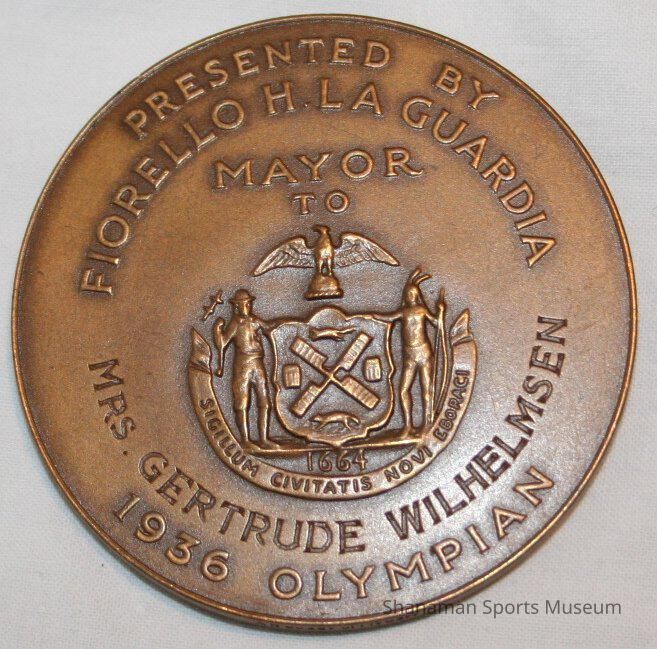 PRESENTED BY
FIORELLO H. LA GUARDIA
MAYOR
TO
1664
SIGILLUM CIVITATIS NOVI EBORACI
MRS. GERTRUDE WILHELMSEN
1936 OLYMPIAN
Shanaman Sports Museum